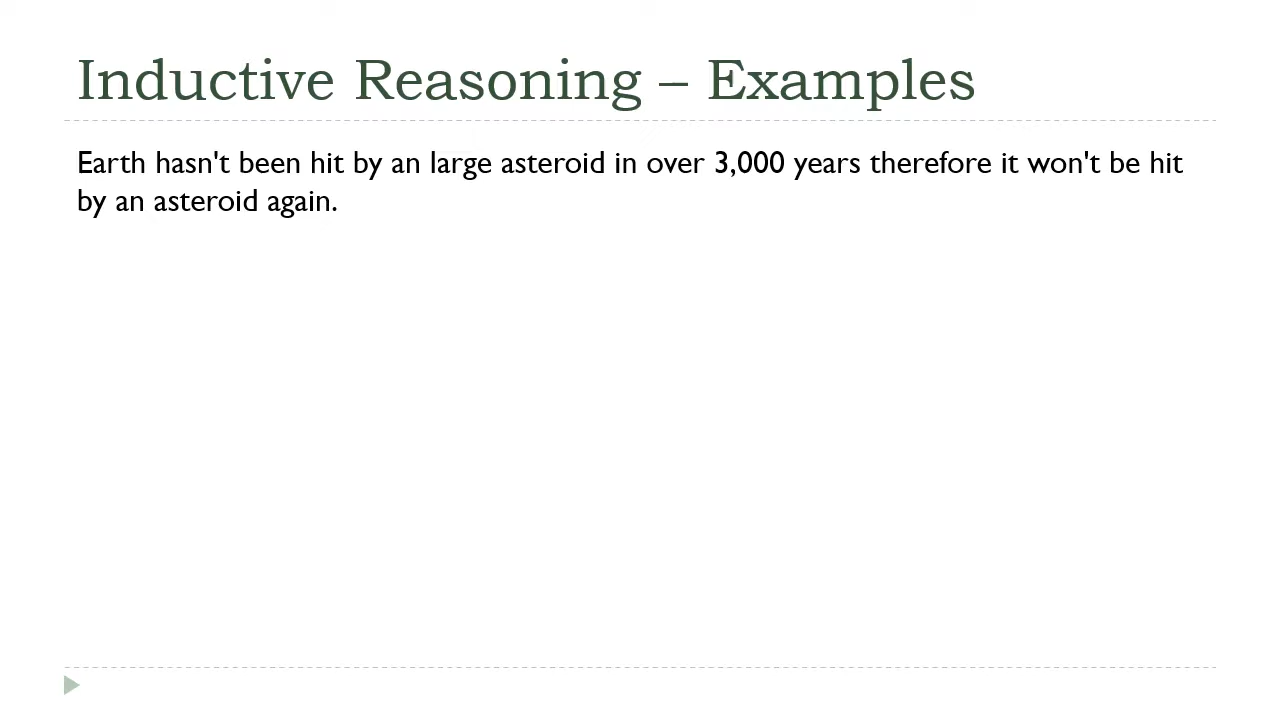 Inductive Reasoning – Examples
Earth hasn't been hit by an large asteroid in over 3,000 years therefore it won't be hit
by an asteroid again.